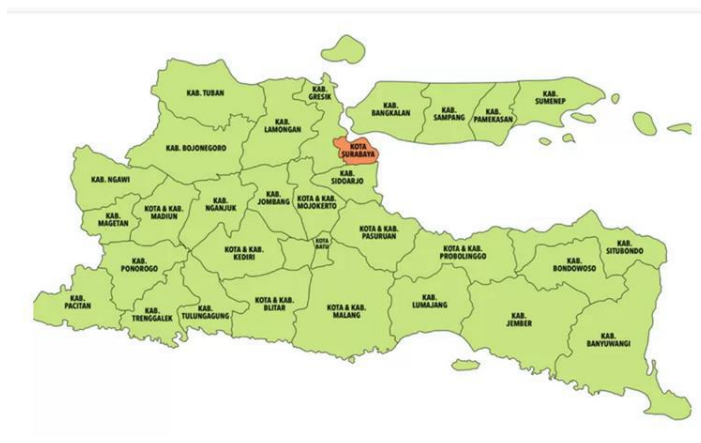 KAB. TUBAN
KAB.
GRESIK
KAB.
LAMONGAN
KAB.
BANGKALAN
KAB.
SAMPANG
KAB.
PAMEKASAN
KAB.
SUMENEP
KAB. BOJONEGORO
KOTA
SURABAYA
KAB.
SIDOARJO
KAB. NGAWI
KAB.
MAGETAN
KOTA & KAB.
MADIUN
KAB.
NGANJUK
KAB.
JOMBANG
KOTA & KAB.
MOJOKERTO
KOTA & KAB.
PASURUAN
KAB.
PONOROGO
KOTA & KAB.
KEDIRI
KOTA
BATU
KOTA & KAB.
PROBOLINGGO
KAB.
BONDOWOSO
KAB.
SITUBONDO
KAB.
PACITAN
KAB.
TRENGGALEK
KAB.
TULUNGAGUNG
KOTA & KAB.
BLITAR
KOTA & KAB.
MALANG
KAB.
LUMAJANG
KAB.
JEMBER
KAB.
BANYUWANGI